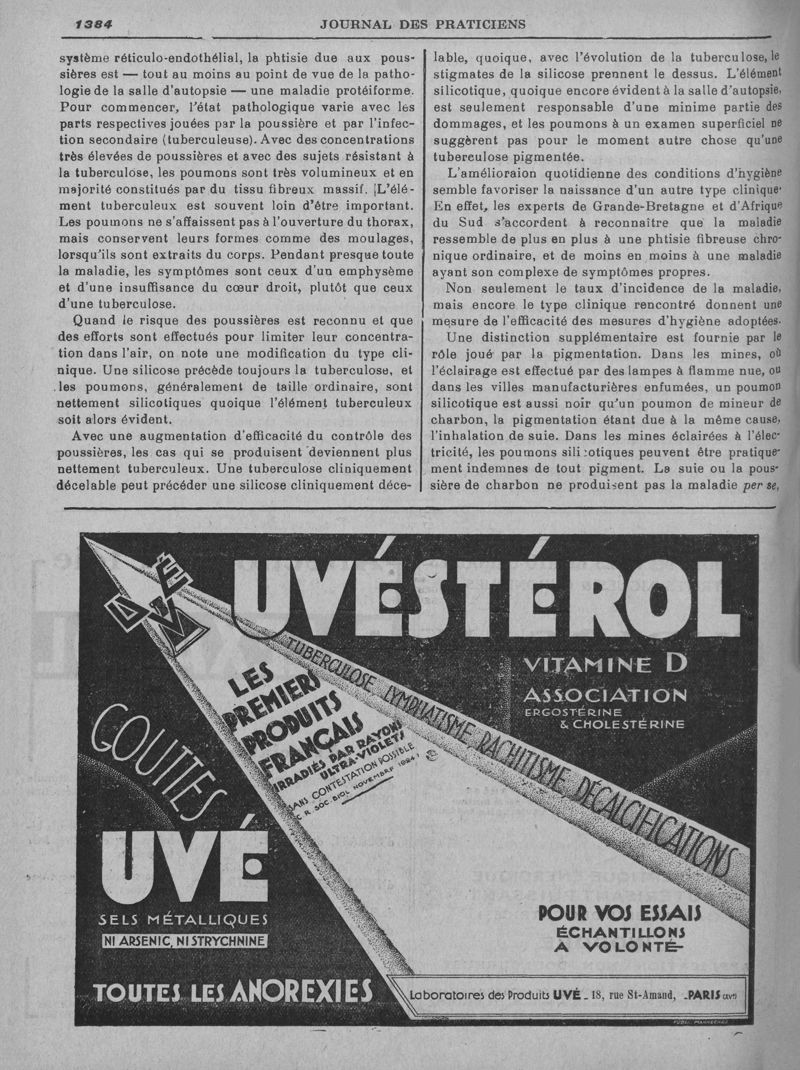 1384
JOURNAL DES PRATICIENS
système réticulo-endothélial, la phtisie due aux pous-
sières est — tout au moins au point de vue de la patho-
logie de la salle d'autopsie — une maladie protéiforme.
Pour commencer, l'état pathologique varie avec les
parts respectives jouées par la poussière et par l'infec-
tion secondaire (tuberculeuse). Avec des concentrations
très élevées de poussières et avec des sujets résistant à
la tuberculose, les poumons sont très volumineux et en
majorité constitués par du tissu fibreux massif. [L'élé-
ment tuberculeux est souvent loin d'être important.
Les poumons ne s'affaissent pas à l'ouverture du thorax,
mais conservent leurs formes comme des moulages,
lorsqu'ils sont extraits du corps. Pendant presque toute
la maladie, les symptômes sont ceux d'un emphysème
et d'une insuffisance du cœur droit, plutôt que ceux
d'une tuberculose.
Quand le risque des poussières est reconnu et que
des efforts sont effectués pour limiter leur concentra-
tion dans l'air, on note une modification du type cli-
nique. Une silicose précède toujours la tuberculose, et
les poumons, généralement de taille ordinaire, sont
nettement silicotiques quoique l'élément tuberculeux
soit alors évident.
Avec une augmentation d'efficacité du contrôle des
poussières, les cas qui se produisent deviennent plus
nettement tuberculeux. Une tuberculose cliniquement
décelable peut précéder une silicose cliniquement déce-
lable, quoique, avec l'évolution de la tuberculose, le
stigmates de la silicose prennent le dessus. L'élément
silicotique, quoique encore évident à la salle d'autopsie,
est seulement responsable d'une minime partie des
dommages, et les poumons à un examen superficiel ne
suggèrent pas pour le moment autre chose qu'une
tuberculose pigmentée.
L'amélioraion quotidienne des conditions d'hygiène
semble favoriser la naissance d'un autre type clinique.
En effet, les experts de Grande-Bretagne et d'Afrique
du Sud s'accordent à reconnaître que la maladie
ressemble de plus en plus à une phtisie fibreuse chro-
nique ordinaire, et de moins en moins à une maladie
ayant son complexe de symptômes propres.
Non seulement le taux d'incidence de la maladie,
mais encore le type clinique rencontré donnent une
mesure de l'efficacité des mesures d'hygiène adoptées.
Une distinction supplémentaire est fournie par le
rôle joué par la pigmentation. Dans les mines, où
l'éclairage est effectué par des lampes à flamme nue, ou
dans les villes manufacturières enfumées, un poumon
silicotique est aussi noir qu'un poumon de mineur de
charbon, la pigmentation étant due à la même cause,
l'inhalation de suie. Dans les mines éclairées à l'élec-
tricité, les poumons silicotiques peuvent être pratique-
ment indemnes de tout pigment. La suie ou la pous-
sière de charbon ne produisent pas la maladie per se,
UVÉSTÉROL
VITAMINE D
ASSOCIATION
ERGOSTÉRINE
& CHOLESTÉRINE
TUBERCULOSE LYMPHATISME RACHITISME DÉCALCIFICATIONS
LES
PREMIERS
PRODUITS
FRANÇAIS
IRRADIÉS PAR RAYONS
ULTRA-VIOLETS
SANS CONTESTATION POSSIBLE
C. R. SOC. BIOL. NOVEMBRE 1924
GOUTTES
UVÉ
SELS MÉTALLIQUES
NI ARSENIC, NI STRYCHNINE
TOUTES LES ANOREXIES
POUR VOS ESSAIS
ÉCHANTILLONS
A VOLONTÉ
Laboratoires des Produits UVÉ - 18, rue St-Amand, - PARIS (XVe)